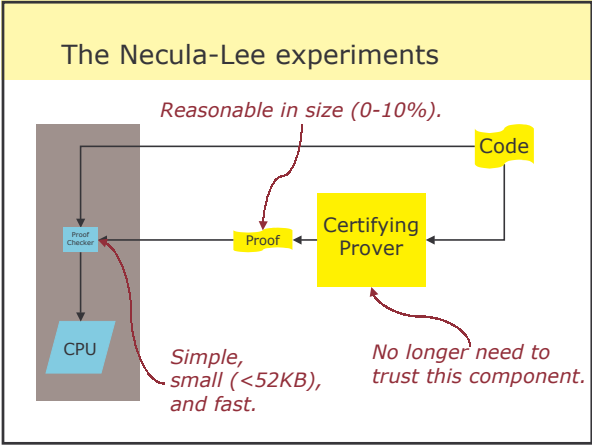 The Necula-Lee experiments
Reasonable in size (0-10%).
Code
Certifying
Prover
Proof
Proof
Checker
CPU
Simple,
small (<52KB),
and fast.
No longer need to
trust this component.